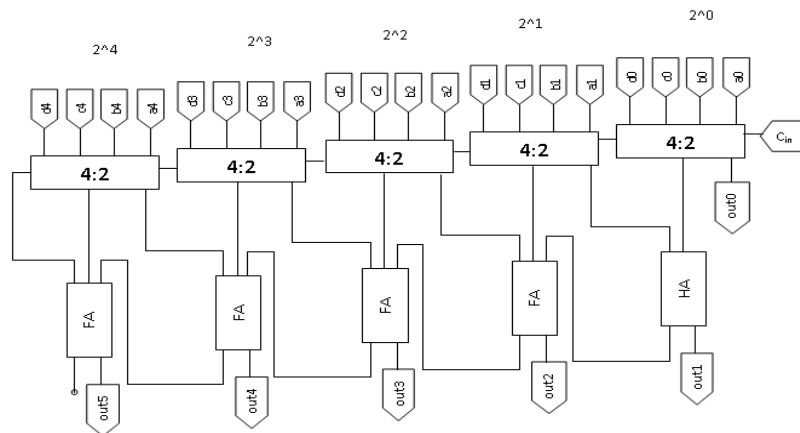 2^4 2^3 2^2 2^1 2^0
d4 c4 b4 a4 d3 c3 b3 a3 d2 c2 b2 a2 d1 c1 b1 a1 d0 c0 b0 a0
4:2 4:2 4:2 4:2 4:2 Cin
out0
FA FA FA FA HA
out5 out4 out3 out2 out1